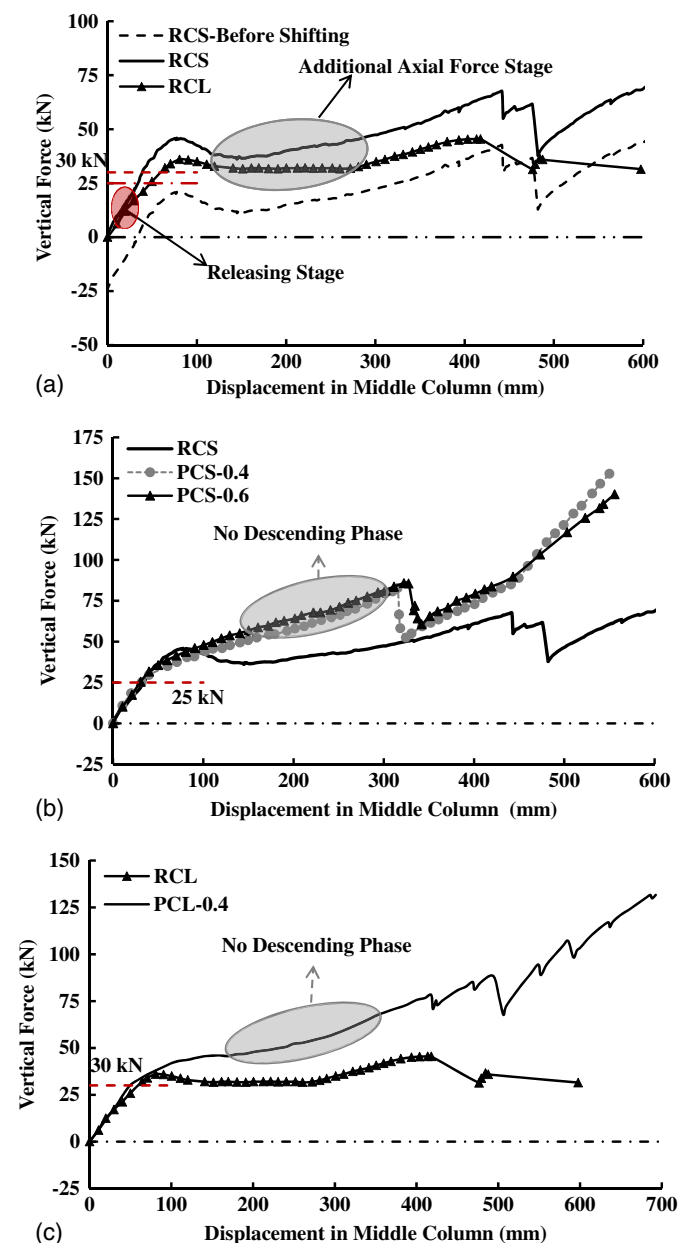 100
75
50
25
0
-25
-50
Vertical Force (kN)
RCS-Before Shifting
RCS
RCL
Additional Axial Force Stage
30 kN
Releasing Stage
0 100 200 300 400 500 600
Displacement in Middle Column (mm)
(a)
175
150
125
100
75
50
25
0
-25
Vertical Force (kN)
RCS
PCS-0.4
PCS-0.6
No Descending Phase
25 kN
0 100 200 300 400 500 600
Displacement in Middle Column (mm)
(b)
150
125
100
75
50
25
0
-25
Vertical Force (kN)
RCL
PCL-0.4
No Descending Phase
30 kN
0 100 200 300 400 500 600 700
Displacement in Middle Column (mm)
(c)